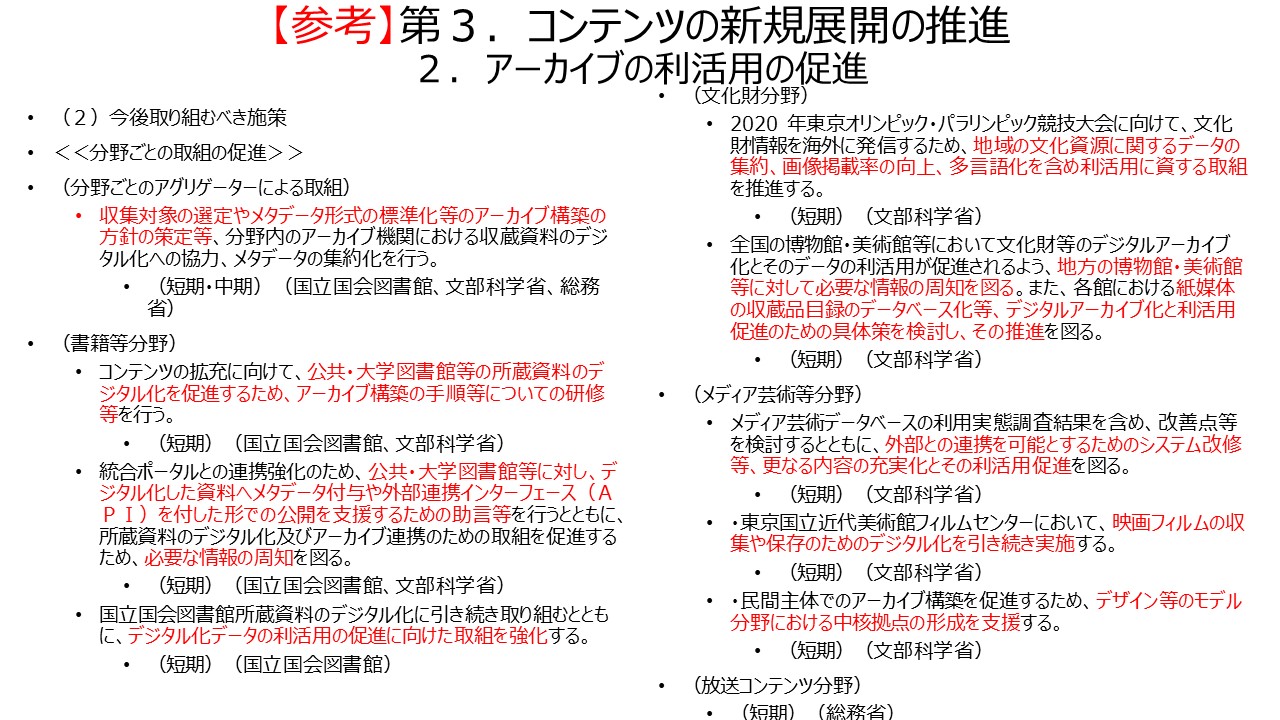 【参考】第３．コンテンツの新規展開の推進
２．アーカイブの利活用の促進
• （２）今後取り組むべき施策
• ＜＜分野ごとの取組の促進＞＞
• （分野ごとのアグリゲーターによる取組）
• 収集対象の選定やメタデータ形式の標準化等のアーカイブ構築の
方針の策定等、分野内のアーカイブ機関における収蔵資料のデジ
タル化への協力、メタデータの集約化を行う。
• （短期・中期）（国立国会図書館、文部科学省、総務
省）
• （書籍等分野）
• コンテンツの拡充に向けて、公共・大学図書館等の所蔵資料のデ
ジタル化を促進するため、アーカイブ構築の手順等についての研修
等を行う。
• （短期）（国立国会図書館、文部科学省）
• 統合ポータルとの連携強化のため、公共・大学図書館等に対し、デ
ジタル化した資料へメタデータ付与や外部連携インターフェース（Ａ
ＰＩ）を付した形での公開を支援するための助言等を行うとともに、
所蔵資料のデジタル化及びアーカイブ連携のための取組を促進する
ため、必要な情報の周知を図る。
• （短期）（国立国会図書館、文部科学省）
• 国立国会図書館所蔵資料のデジタル化に引き続き取り組むととも
に、デジタル化データの利活用の促進に向けた取組を強化する。
• （短期）（国立国会図書館）
• （文化財分野）
• 2020 年東京オリンピック・パラリンピック競技大会に向けて、文化
財情報を海外に発信するため、地域の文化資源に関するデータの
集約、画像掲載率の向上、多言語化を含め利活用に資する取組
を推進する。
• （短期）（文部科学省）
• 全国の博物館・美術館等において文化財等のデジタルアーカイブ
化とそのデータの利活用が促進されるよう、地方の博物館・美術館
等に対して必要な情報の周知を図る。また、各館における紙媒体
の収蔵品目録のデータベース化等、デジタルアーカイブ化と利活用
促進のための具体策を検討し、その推進を図る。
• （短期）（文部科学省）
• （メディア芸術等分野）
• メディア芸術データベースの利用実態調査結果を含め、改善点等
を検討するとともに、外部との連携を可能とするためのシステム改修
等、更なる内容の充実化とその利活用促進を図る。
• （短期）（文部科学省）
• ・東京国立近代美術館フィルムセンターにおいて、映画フィルムの収
集や保存のためのデジタル化を引き続き実施する。
• （短期）（文部科学省）
• ・民間主体でのアーカイブ構築を促進するため、デザイン等のモデル
分野における中核拠点の形成を支援する。
• （短期）（文部科学省）
• （放送コンテンツ分野）
• （短期）（総務省）